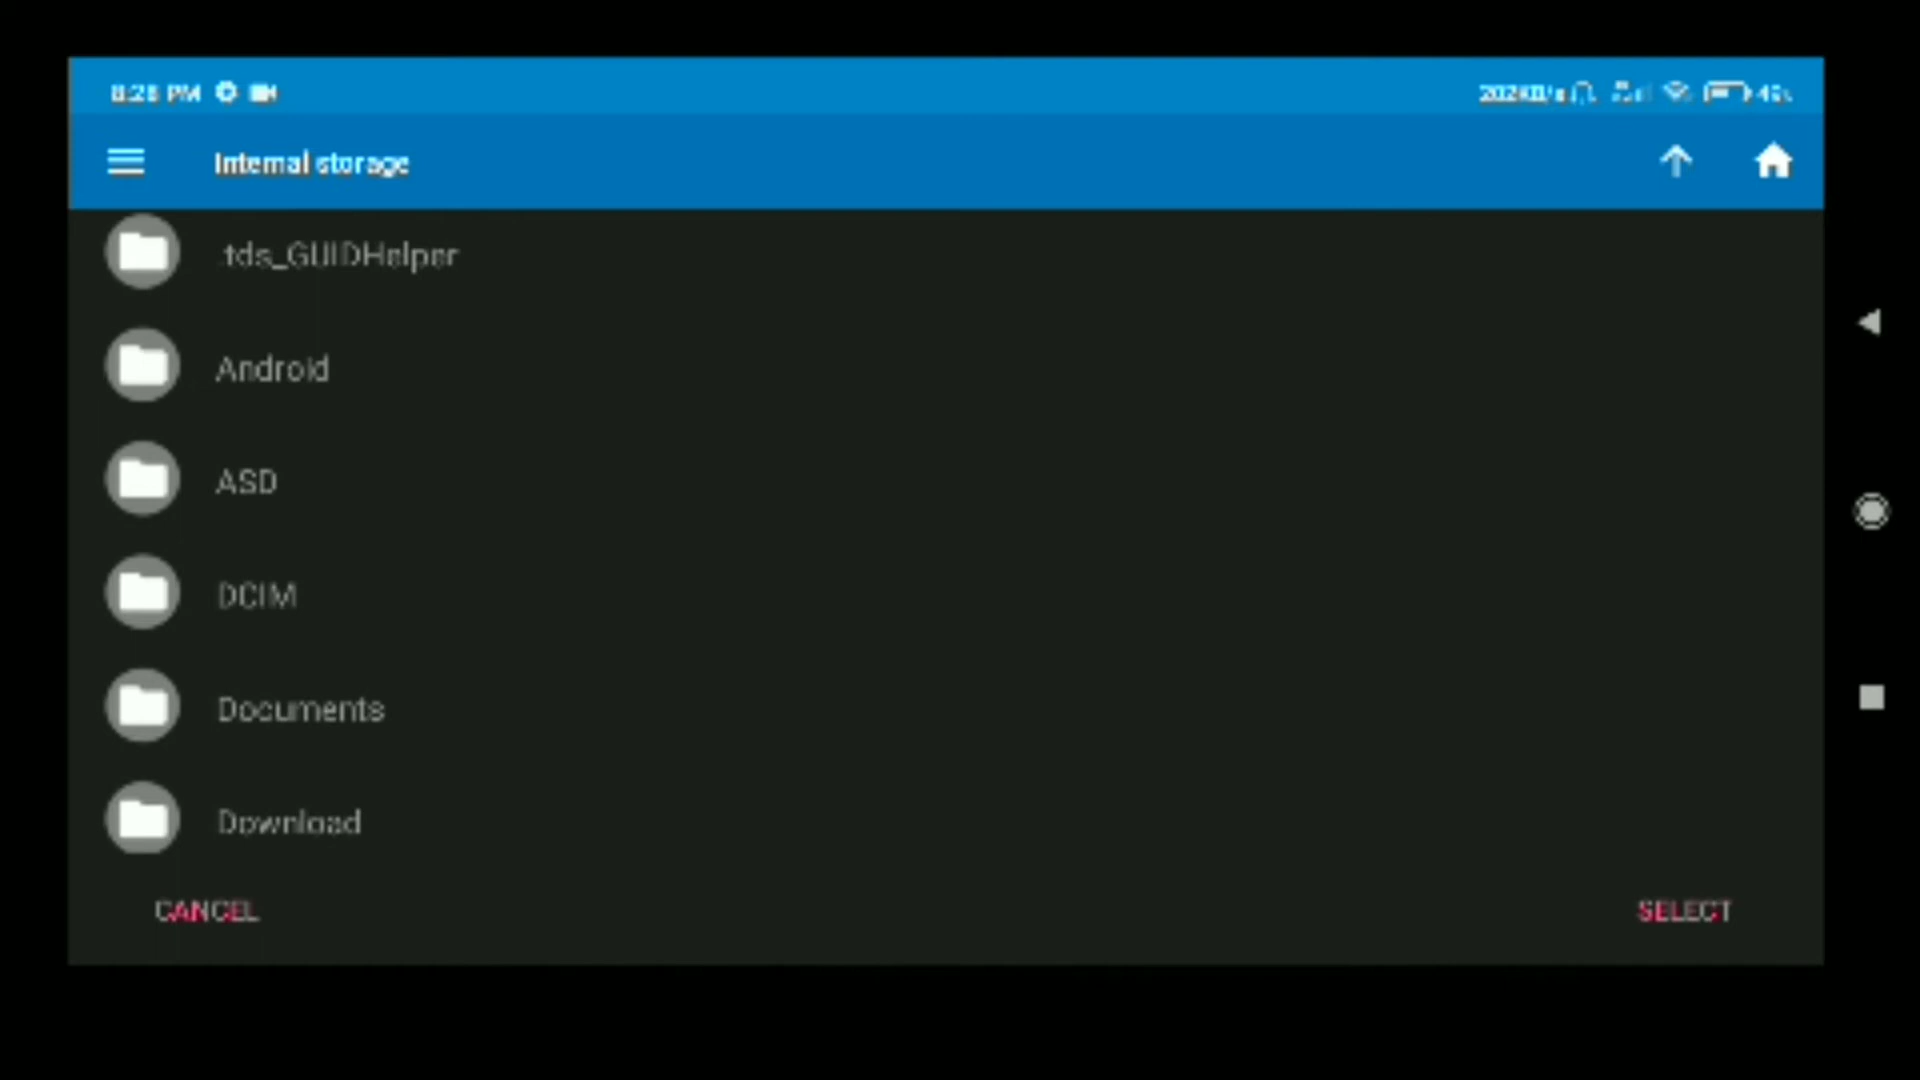 8:28 PM
Internal storage
.tds_GUIDHelper
Android
ASD
DCIM
Documents
Download
CANCEL
SELECT